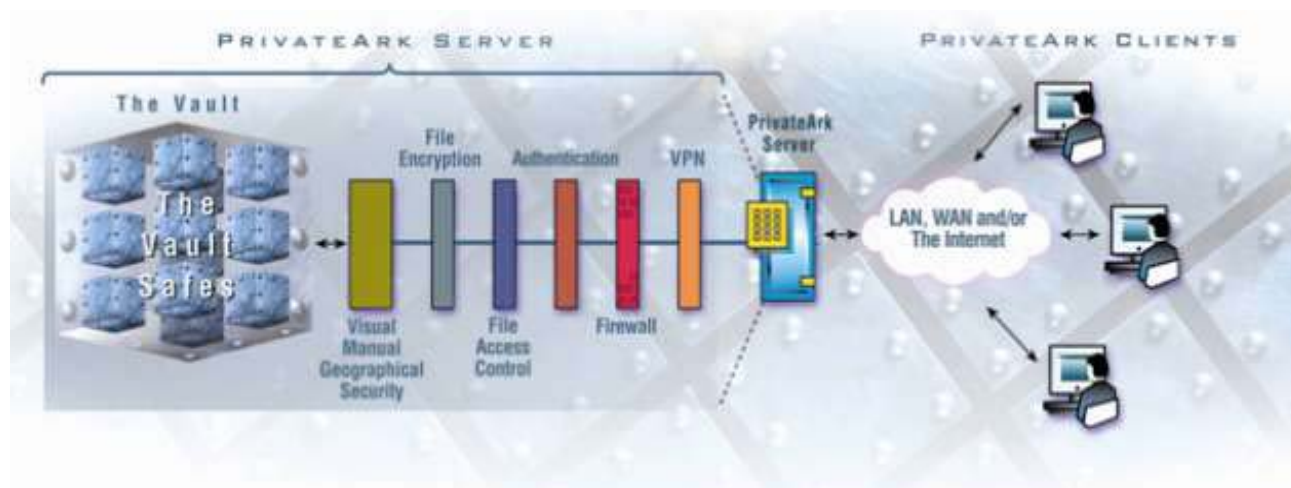 PRIVATEARK SERVER
PRIVATEARK CLIENTS
The Vault
The
Vault
Safes
Visual
Manual
Geographical
Security
File
Encryption
File
Access
Control
Authentication
Firewall
VPN
PrivateArk
Server
LAN, WAN and/or
The Internet